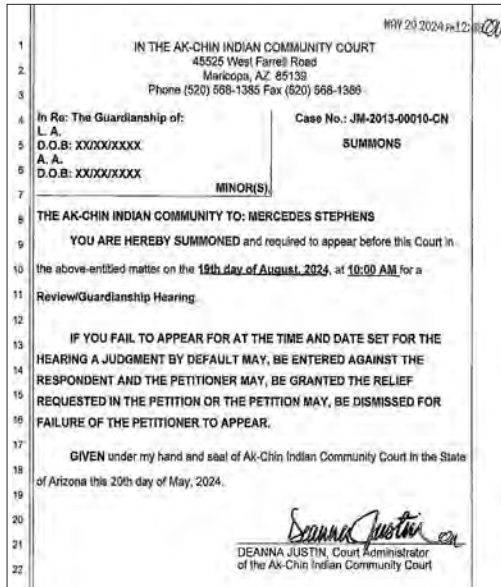 MAY 20 2024 PM12:
1 IN THE AK-CHIN INDIAN COMMUNITY COURT
2 45525 West Farrell Road
Maricopa, AZ 85139
3 Phone (520) 568-1385 Fax (520) 568-1386
4 In Re: The Guardianship of: Case No.: JM-2013-00010-CN
L. A.
5 D.O.B: XX/XX/XXXX SUMMONS
A. A.
6 D.O.B: XX/XX/XXXX
7 MINOR(S).
8 THE AK-CHIN INDIAN COMMUNITY TO: MERCEDES STEPHENS
9 YOU ARE HEREBY SUMMONED and required to appear before this Court in
10 the above-entitled matter on the 19th day of August, 2024, at 10:00 AM for a
11 Review/Guardianship Hearing.
12
13 IF YOU FAIL TO APPEAR FOR AT THE TIME AND DATE SET FOR THE
14 HEARING A JUDGMENT BY DEFAULT MAY, BE ENTERED AGAINST THE
RESPONDENT AND THE PETITIONER MAY, BE GRANTED THE RELIEF
15 REQUESTED IN THE PETITION OR THE PETITION MAY, BE DISMISSED FOR
16 FAILURE OF THE PETITIONER TO APPEAR.
17 GIVEN under my hand and seal of Ak-Chin Indian Community Court in the State
18
of Arizona this 20th day of May, 2024.
19
20 Deanna Justin
21 DEANNA JUSTIN, Court Administrator
22 of the Ak-Chin Indian Community Court